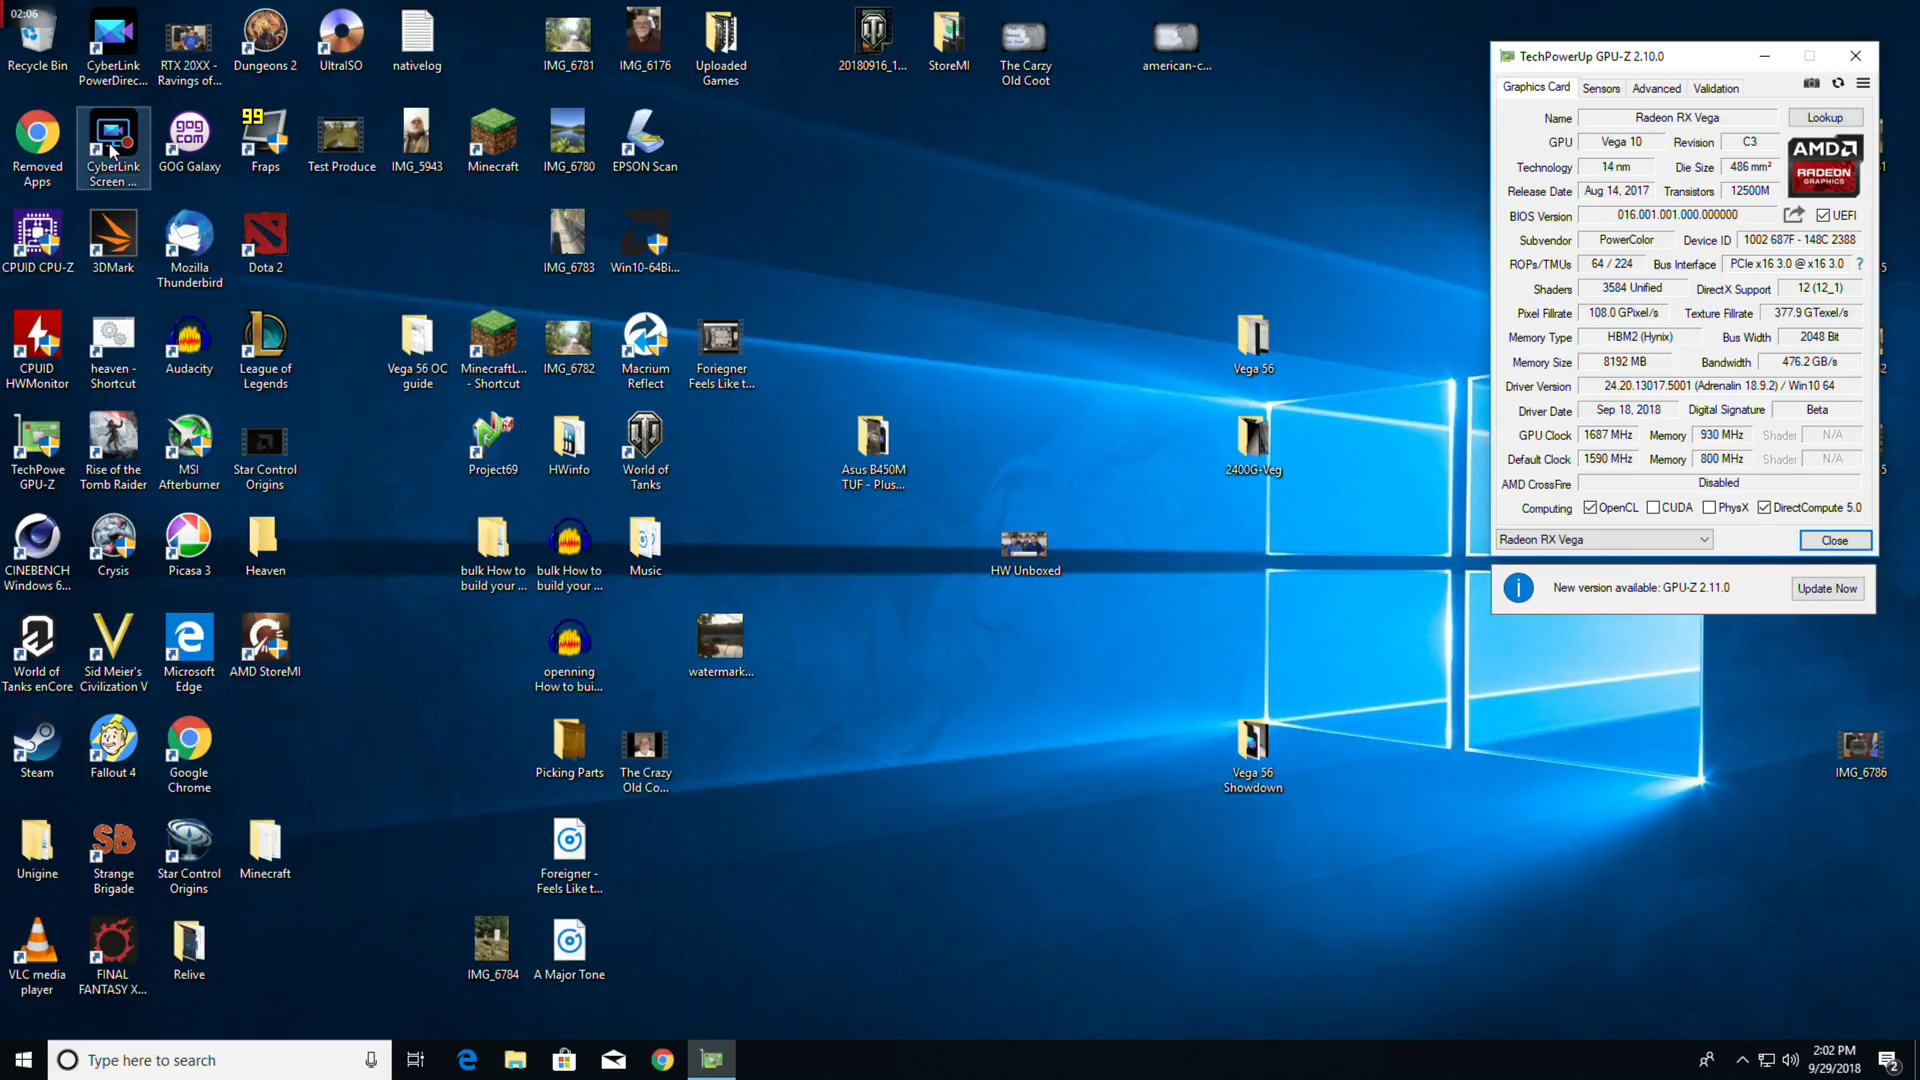 02:06
Recycle Bin
CyberLink
PowerDirec...
RTX 20XX -
Ravings of...
Dungeons 2
UltraISO
nativelog
IMG_6781
IMG_6176
Uploaded
Games
20180916_1...
StoreMI
The Carzy
Old Coot
american-c...
Removed
Apps
CyberLink
Screen ...
gog
com
GOG Galaxy
99
Fraps
Test Produce
IMG_5943
Minecraft
IMG_6780
EPSON Scan
CPUID CPU-Z
3DMark
Mozilla
Thunderbird
Dota 2
IMG_6783
Win10-64Bi...
CPUID
HWMonitor
heaven -
Shortcut
Audacity
League of
Legends
Vega 56 OC
guide
MinecraftL...
- Shortcut
IMG_6782
Macrium
Reflect
Foriegner
Feels Like t...
Vega 56
TechPowe
GPU-Z
Rise of the
Tomb Raider
MSI
Afterburner
Star Control
Origins
64
Project69
HWinfo
World of
Tanks
Asus B450M
TUF - Plus...
2400G-Veg
CINEBENCH
Windows 6...
Crysis
Picasa 3
Heaven
bulk How to
build your ...
bulk How to
build your ...
Music
HW Unboxed
World of
Tanks enCore
Sid Meier's
Civilization V
Microsoft
Edge
AMD StoreMI
openning
How to bui...
watermark...
Steam
Fallout 4
Google
Chrome
Picking Parts
The Crazy
Old Co...
Vega 56
Showdown
IMG_6786
Unigine
SB
Strange
Brigade
Star Control
Origins
Minecraft
Foreigner -
Feels Like t...
VLC media
player
FINAL
FANTASY X...
Relive
IMG_6784
A Major Tone
TechPowerUp GPU-Z 2.10.0
Graphics Card Sensors Advanced Validation
Name Radeon RX Vega Lookup
GPU Vega 10 Revision C3
AMD
RADEON
GRAPHICS
Technology 14 nm Die Size 486 mm²
Release Date Aug 14, 2017 Transistors 12500M
BIOS Version 016.001.001.000.000000 UEFI
Subvendor PowerColor Device ID 1002 687F - 148C 2388
ROPs/TMUs 64 / 224 Bus Interface PCIe x16 3.0 @ x16 3.0 ?
Shaders 3584 Unified DirectX Support 12 (12_1)
Pixel Fillrate 108.0 GPixel/s Texture Fillrate 377.9 GTexel/s
Memory Type HBM2 (Hynix) Bus Width 2048 Bit
Memory Size 8192 MB Bandwidth 476.2 GB/s
Driver Version 24.20.13017.5001 (Adrenalin 18.9.2) / Win10 64
Driver Date Sep 18, 2018 Digital Signature Beta
GPU Clock 1687 MHz Memory 930 MHz Shader N/A
Default Clock 1590 MHz Memory 800 MHz Shader N/A
AMD CrossFire Disabled
Computing OpenCL CUDA PhysX DirectCompute 5.0
Radeon RX Vega Close
New version available: GPU-Z 2.11.0 Update Now
Type here to search
2:02 PM
9/29/2018
2